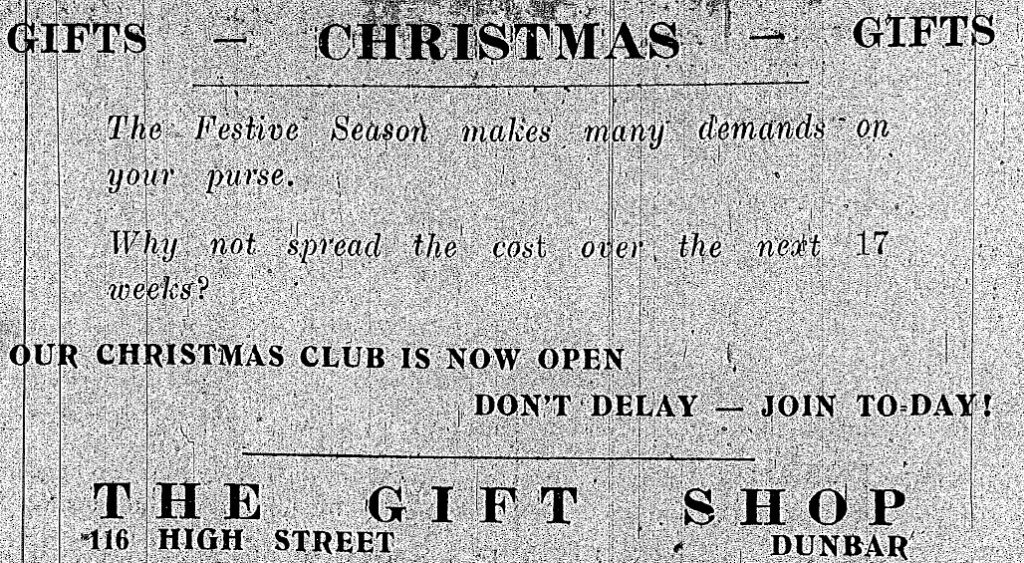 GIFTS — CHRISTMAS — GIFTS
The Festive Season makes many demands on
your purse.
Why not spread the cost over the next 17
weeks?
OUR CHRISTMAS CLUB IS NOW OPEN
DON'T DELAY — JOIN TO-DAY!
THE GIFT SHOP
116 HIGH STREET DUNBAR